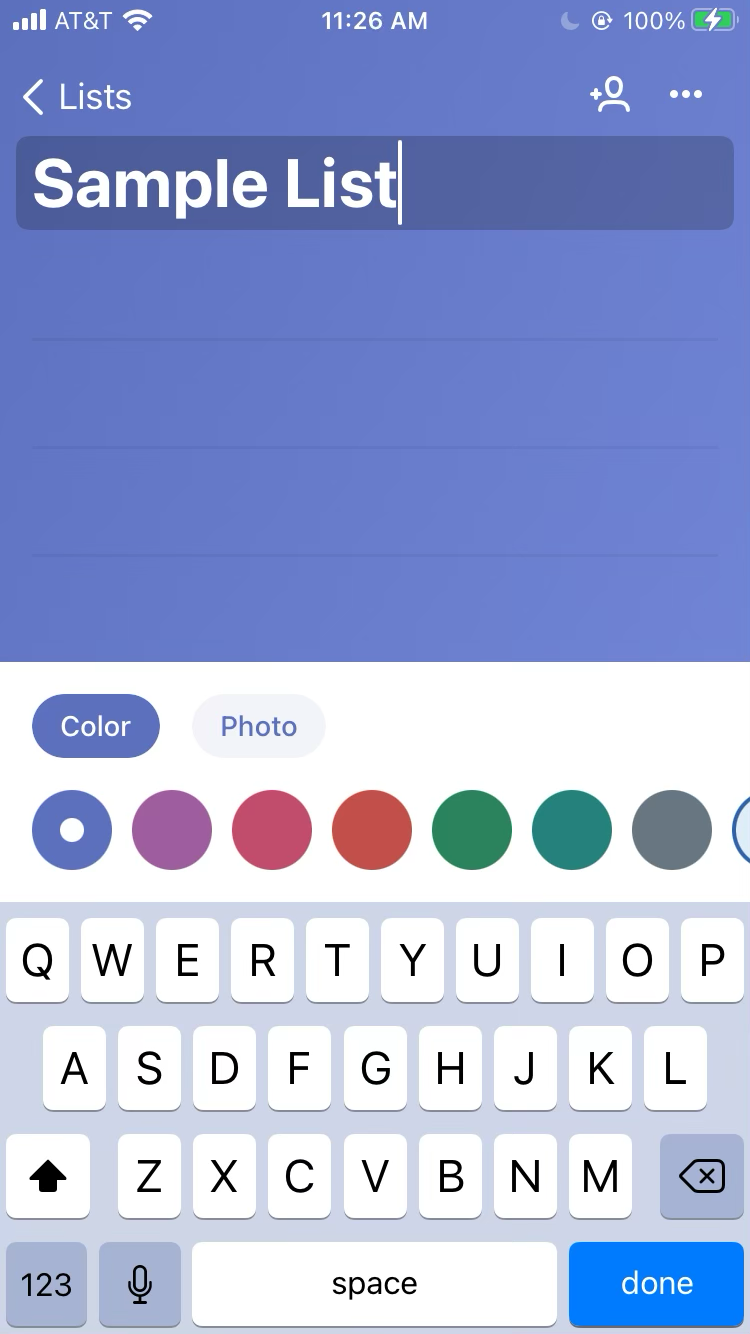 AT&T 11:26 AM 100%
Lists
Sample List
Color Photo
Q W E R T Y U I O P
A S D F G H J K L
Z X C V B N M
123 space done